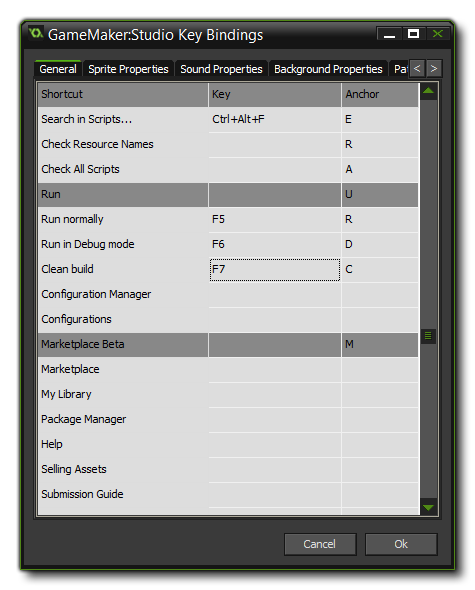 GameMaker:Studio Key Bindings
General Sprite Properties Sound Properties Background Properties Pa < >
Shortcut Key Anchor
Search in Scripts... Ctrl+Alt+F E
Check Resource Names R
Check All Scripts A
Run U
Run normally F5 R
Run in Debug mode F6 D
Clean build F7 C
Configuration Manager
Configurations
Marketplace Beta M
Marketplace
My Library
Package Manager
Help
Selling Assets
Submission Guide
Cancel Ok